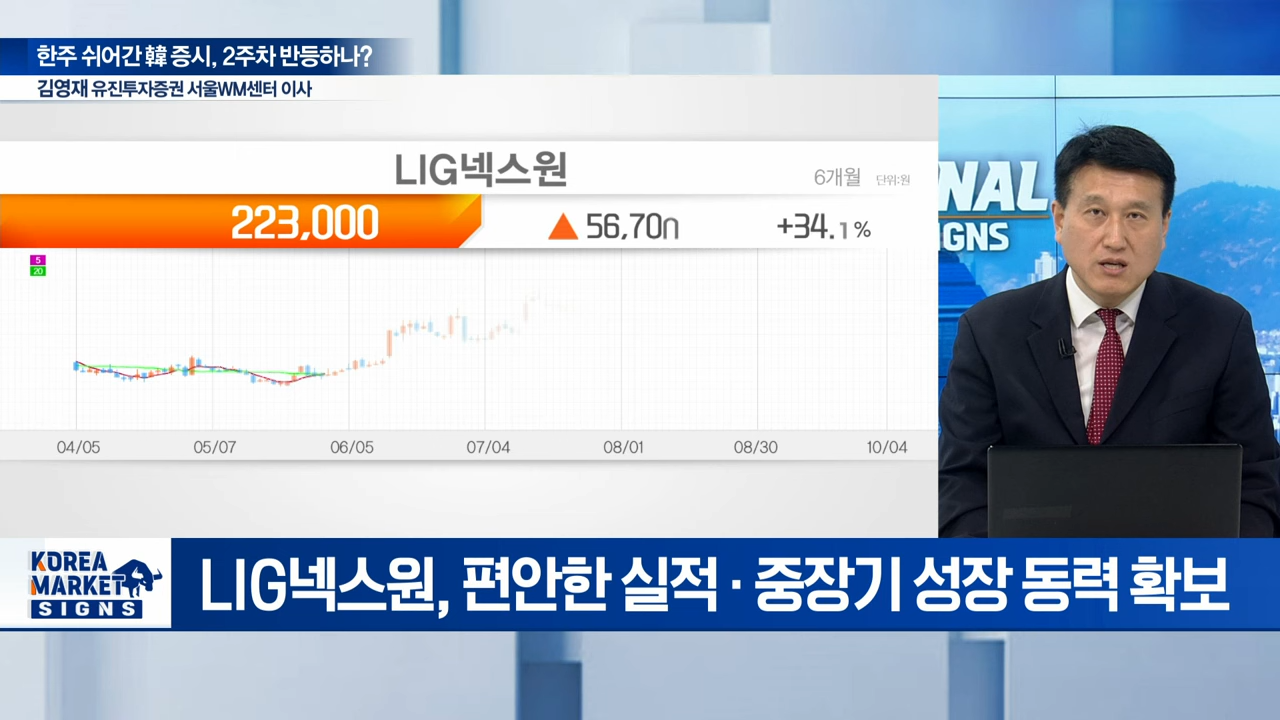 한주 쉬어간 韓 증시, 2주차 반등하나?
김영재 유진투자증권 서울WM센터 이사
LIG넥스원
6개월 단위:원
223,000 ▲ 56,70 +34.1%
5
20
04/05 05/07 06/05 07/04 08/01 08/30 10/04
NAL
IGNS
KOREA
MARKET
SIGNS
LIG넥스원, 편안한 실적·중장기 성장 동력 확보